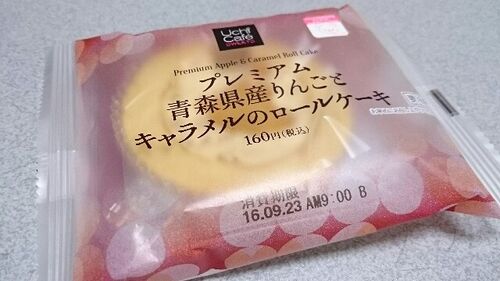 Uchi
Café
SWEETS
Premium Apple & Caramel Roll Cake
プレミアム
青森県産りんごと
キャラメルのロールケーキ
160円(税込)
消費期限
16.09.23 AM9:00 B